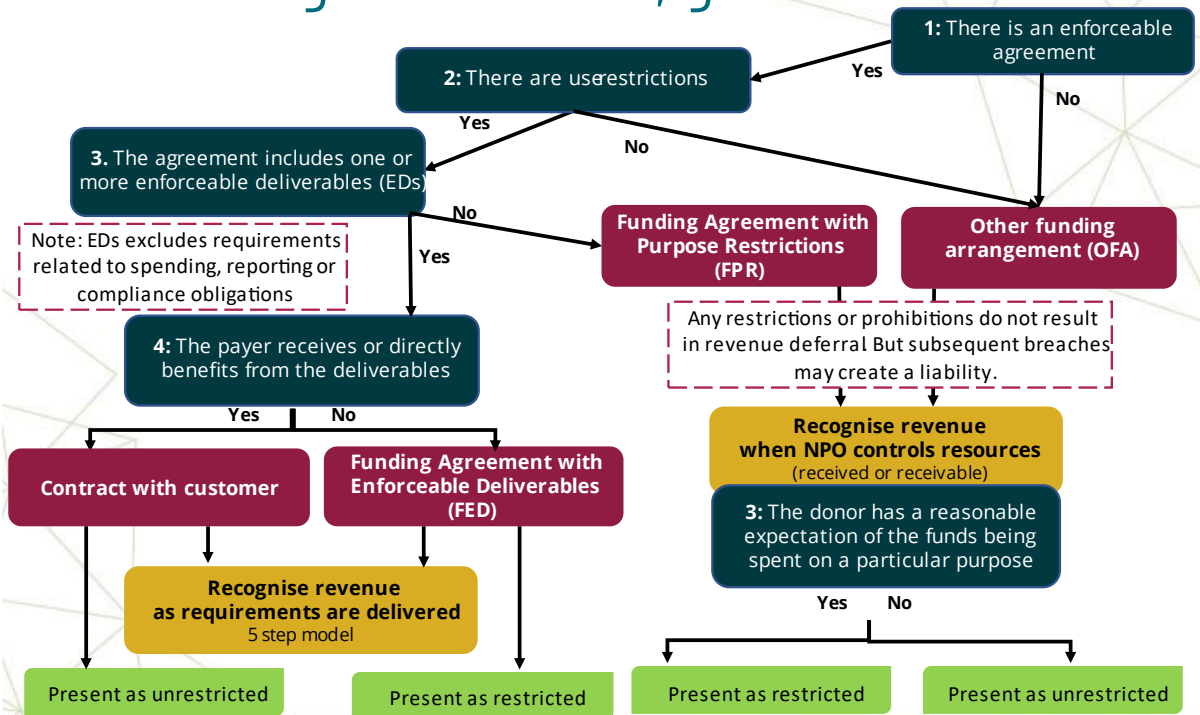 1: There is an enforceable
agreement
Yes
No
2: There are userestrictions
Yes
No
3. The agreement includes one or
more enforceable deliverables (EDs)
No
Yes
Note: EDs excludes requirements
related to spending, reporting or
compliance obligations
Funding Agreement with
Purpose Restrictions
(FPR)
Other funding
arrangement (OFA)
Any restrictions or prohibitions do not result
in revenue deferral. But subsequent breaches
may create a liability.
4: The payer receives or directly
benefits from the deliverables
Yes
No
Contract with customer
Funding Agreement with
Enforceable Deliverables
(FED)
Recognise revenue
when NPO controls resources
(received or receivable)
3: The donor has a reasonable
expectation of the funds being
spent on a particular purpose
Yes
No
Recognise revenue
as requirements are delivered
5 step model
Present as unrestricted
Present as restricted
Present as restricted
Present as unrestricted